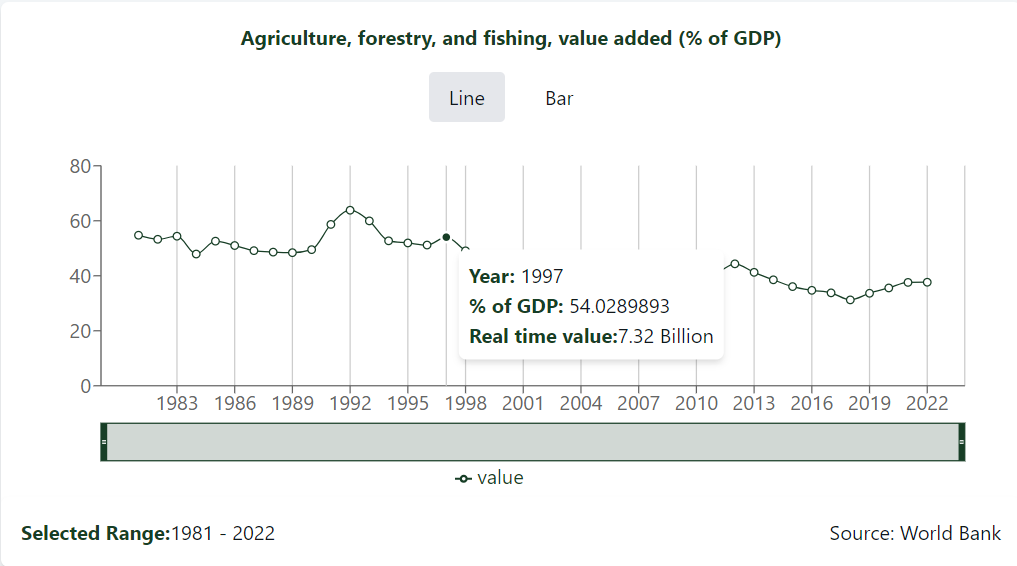 Agriculture, forestry, and fishing, value added (% of GDP)
Line Bar
80
60
40
20
0
Year: 1997
% of GDP: 54.0289893
Real time value:7.32 Billion
1983 1986 1989 1992 1995 1998 2001 2004 2007 2010 2013 2016 2019 2022
value
Selected Range:1981 - 2022 Source: World Bank